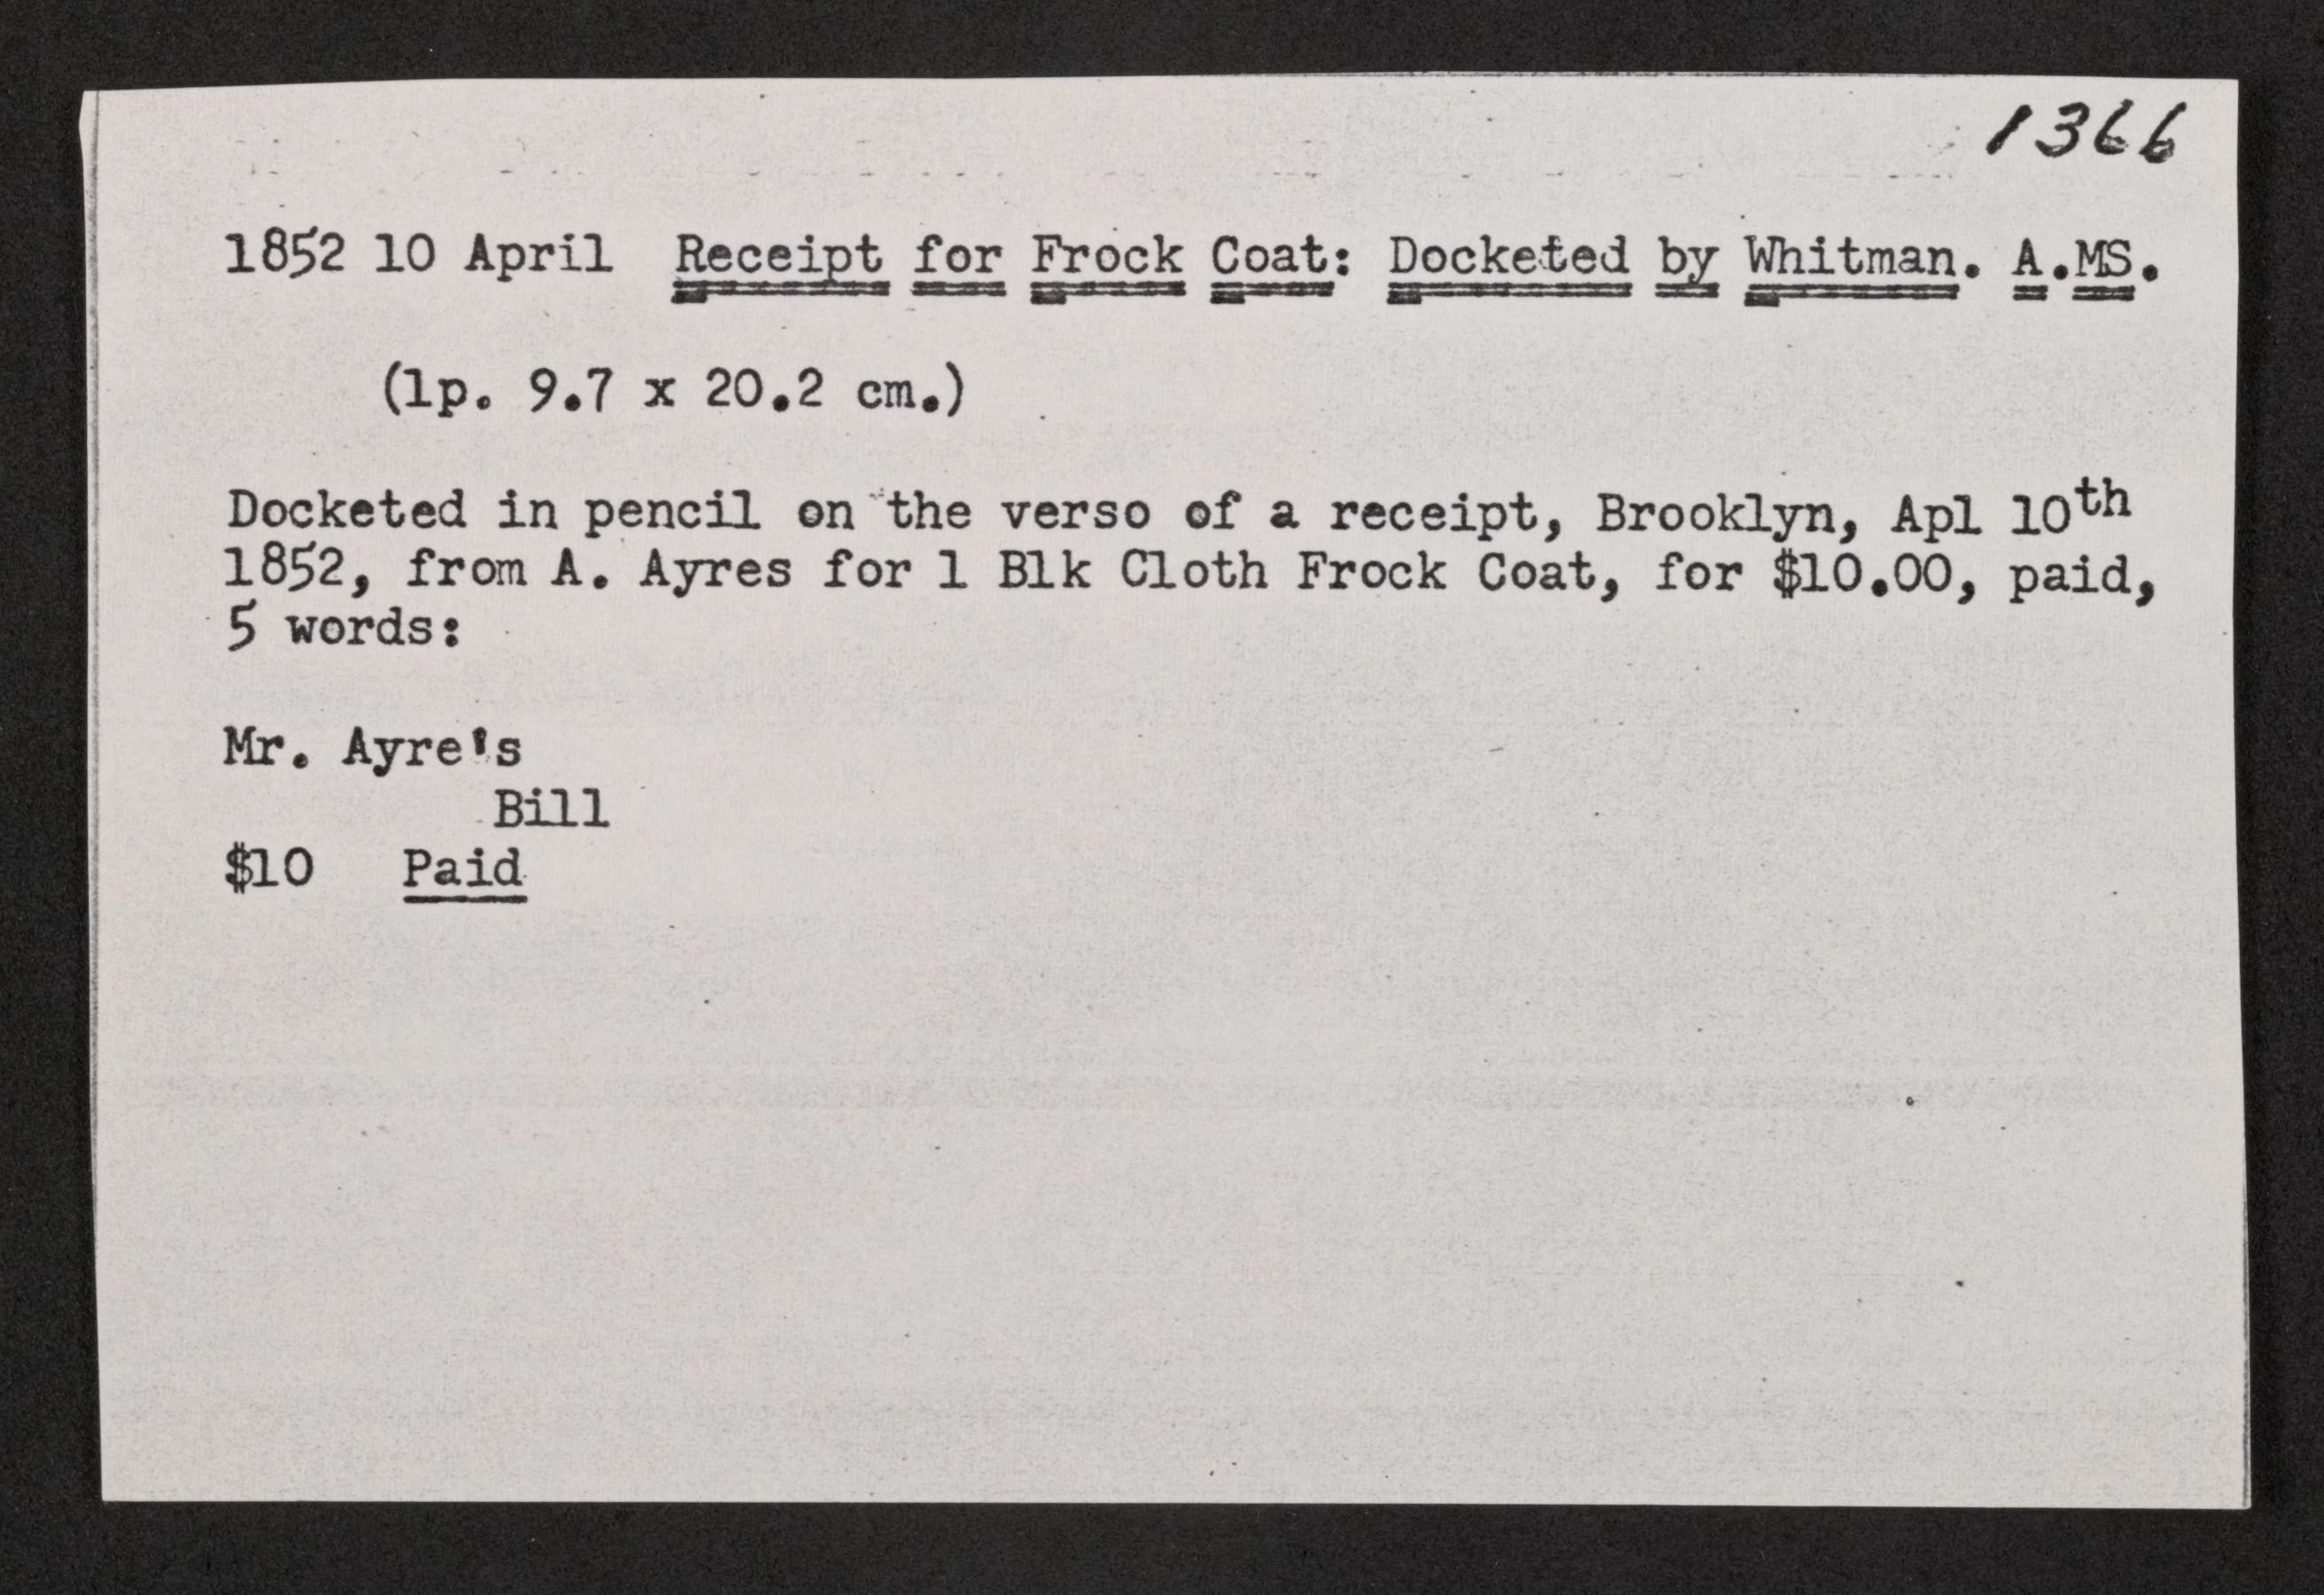 1366
1852 10 April Receipt for Frock Coat: Docketed by Whitman. A.MS.
(1p. 9.7 x 20.2 cm.)
Docketed in pencil on the verso of a receipt, Brooklyn, Apl 10th
1852, from A. Ayres for 1 Blk Cloth Frock Coat, for $10.00, paid,
5 words:
Mr. Ayre's
Bill
$10 Paid